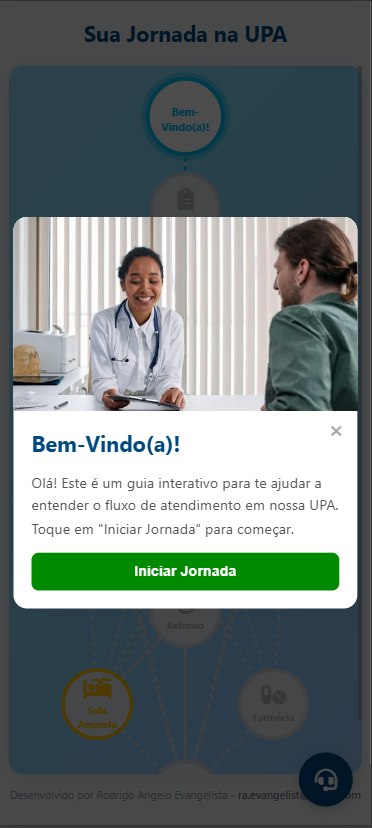 Sua Jornada na UPA
Bem-
Vindo(a)!
Bem-Vindo(a)!
×
Olá! Este é um guia interativo para te ajudar a
entender o fluxo de atendimento em nossa UPA.
Toque em "Iniciar Jornada" para começar.
Iniciar Jornada
Retorno
Sala
Amarela
Farmácia
Desenvolvido por Rodrigo Angelo Evangelista - ra.evangelist